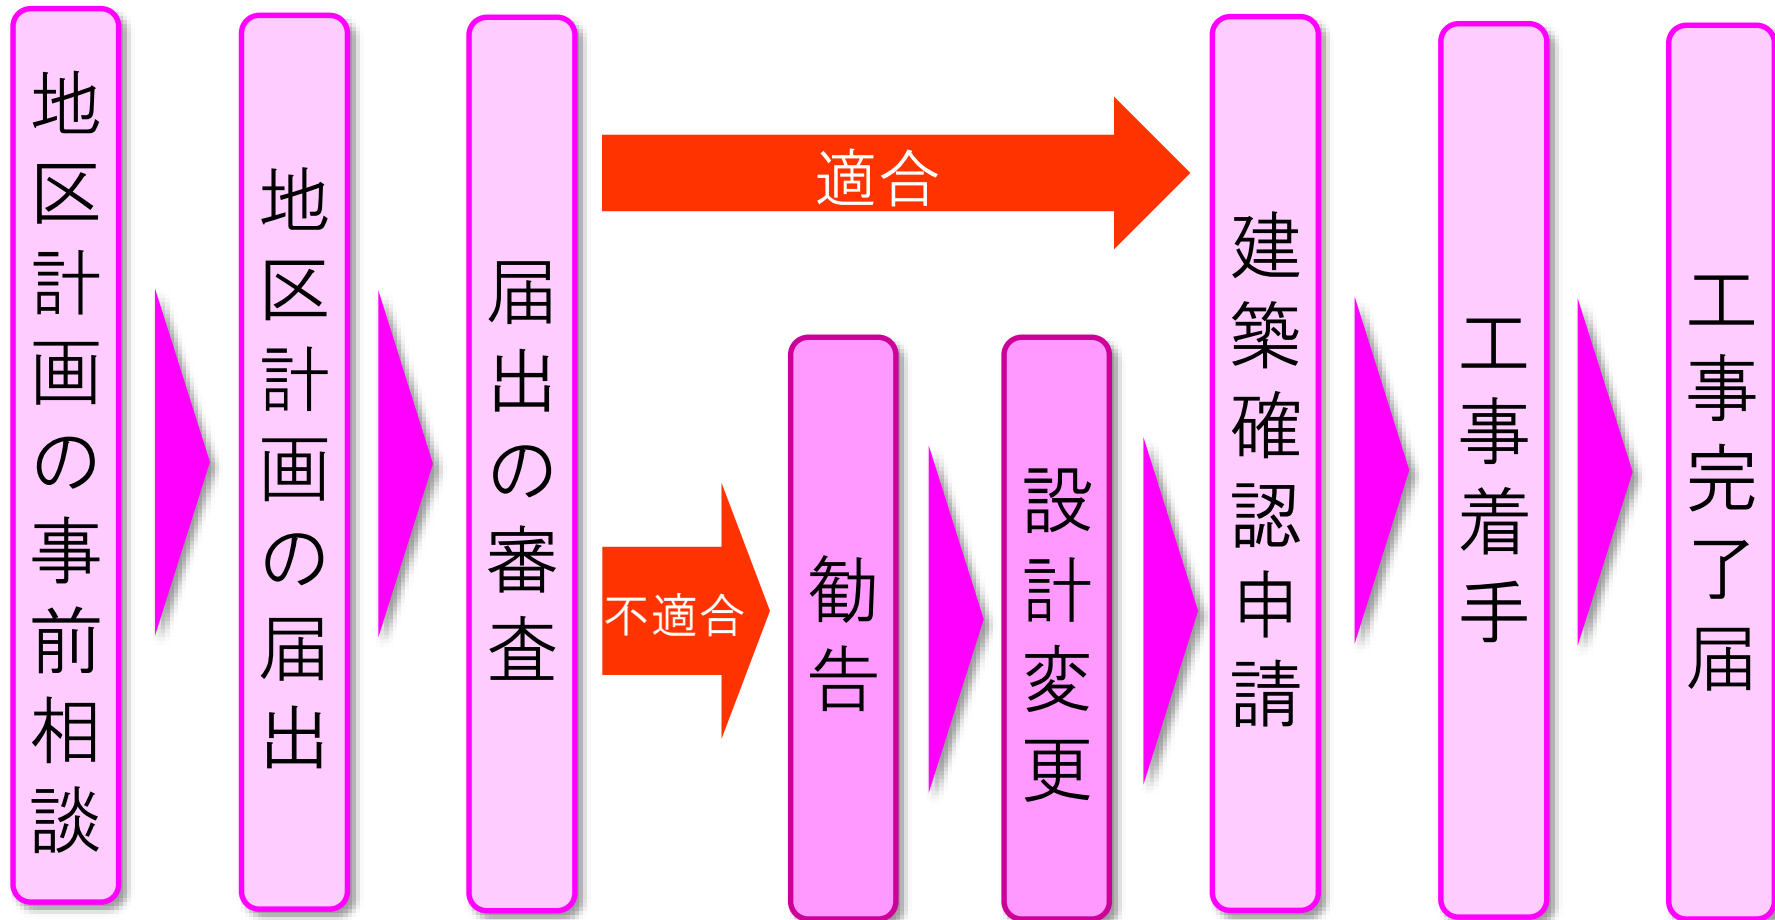 地区計画の事前相談
地区計画の届出
届出の審査
適合
不適合
勧告
設計変更
建築確認申請
工事着手
工事完了届